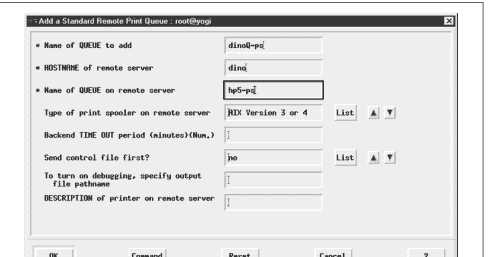 Add a Standard Remote Print Queue : root@yogi
* Name of QUEUE to add dinoQ-ps
* HOSTNAME of remote server dino
* Name of QUEUE on remote server hp5-ps
Type of print spooler on remote server AIX Version 3 or 4 List
Backend TIME OUT period (minutes)(Num.)
Send control file first? no List
To turn on debugging, specify output
file pathname
DESCRIPTION of printer on remote server
OK Command Reset Cancel ?